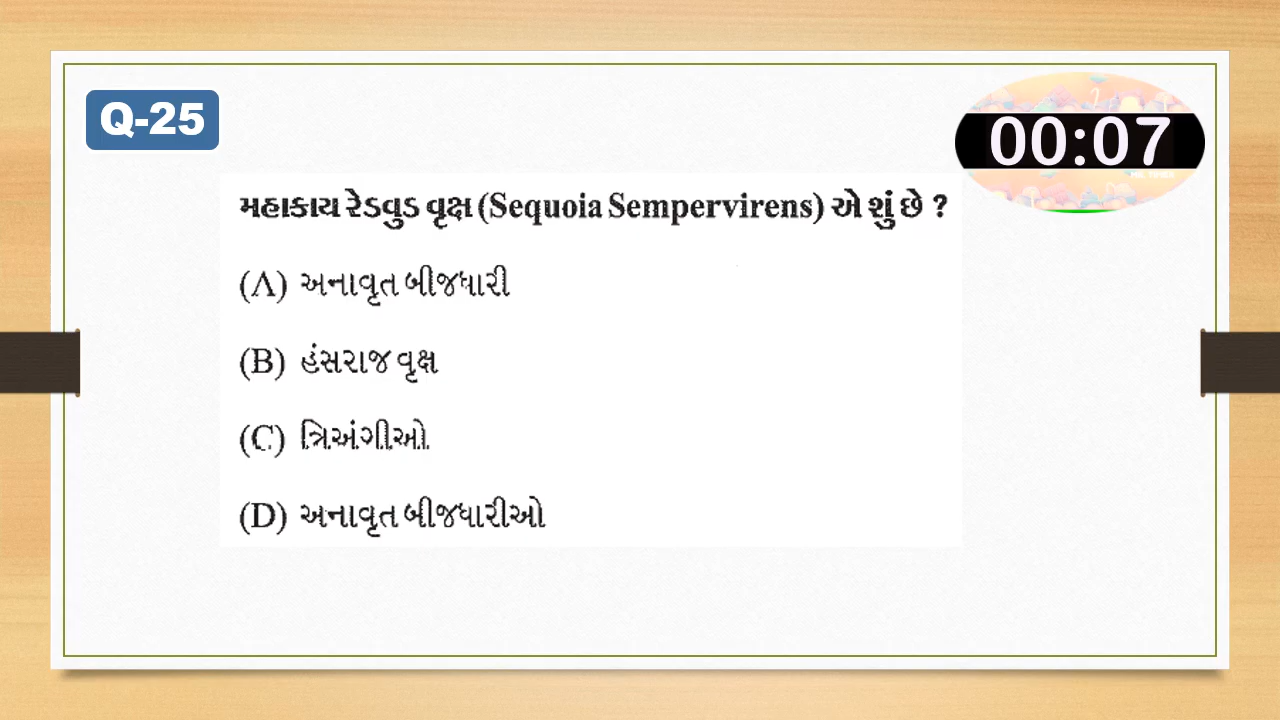 Q-25
00:07
મહાકાય રેડવુડ વૃક્ષ (Sequoia Sempervirens) એ શું છે ?
(A) અનાવૃત બીજધારી
(B) હંસરાજ વૃક્ષ
(C) ત્રિઅંગીઓ
(D) અનાવૃત બીજધારીઓ